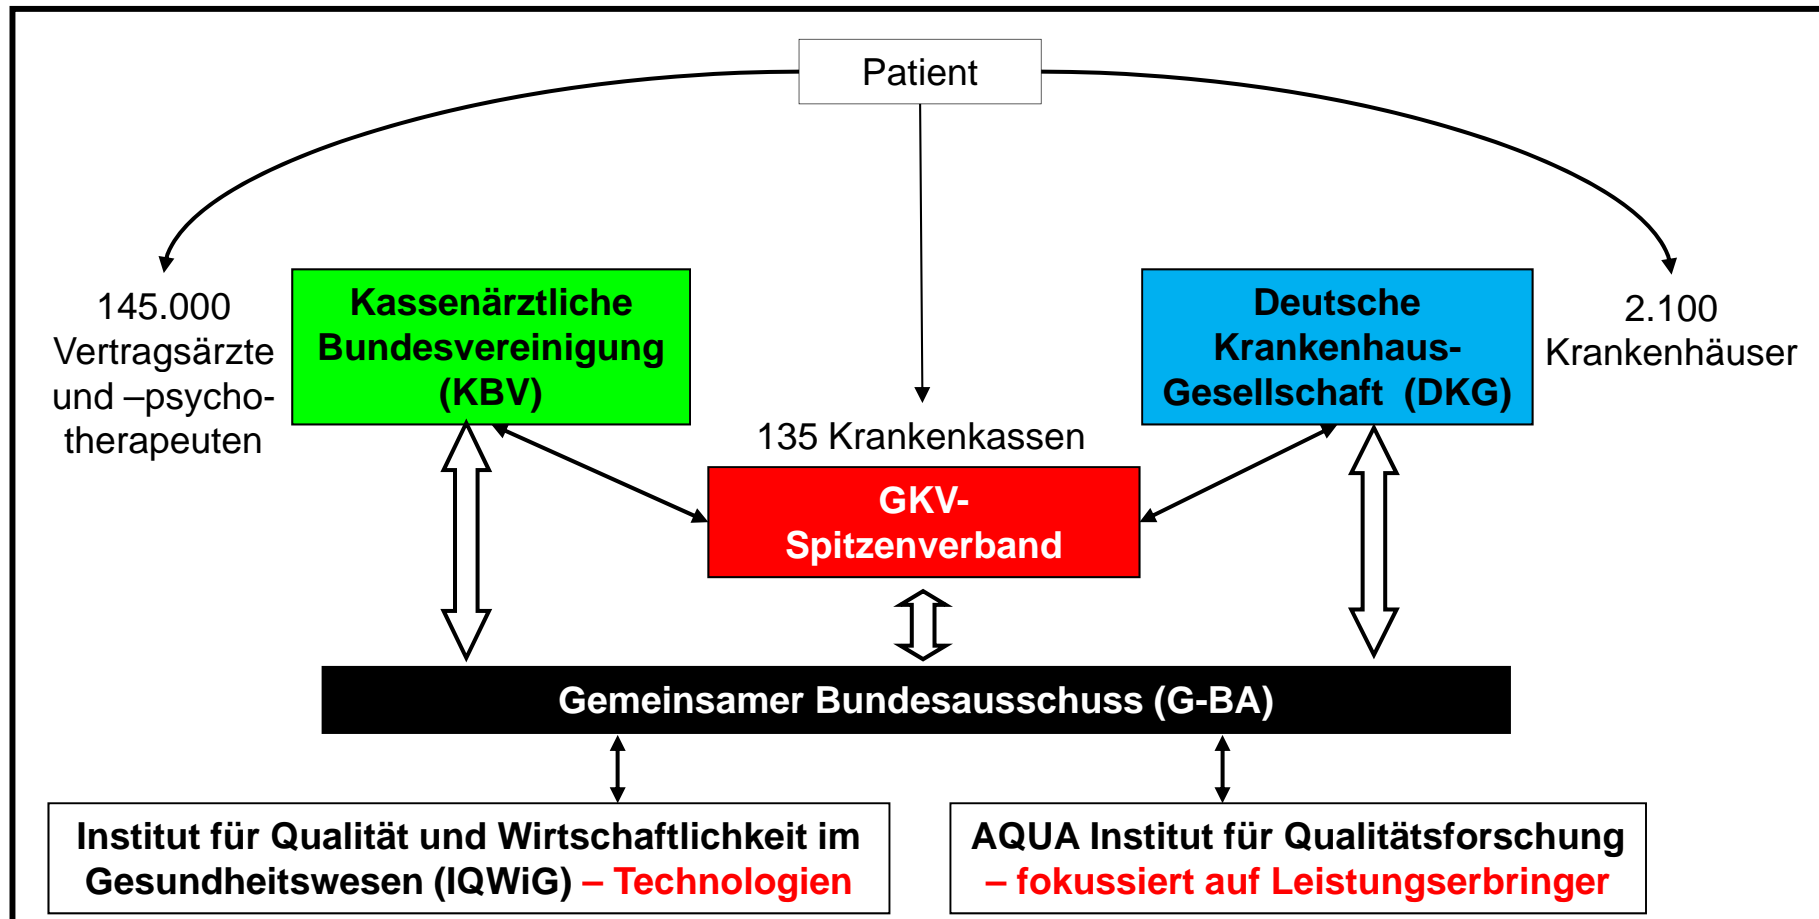 Patient
145.000
Vertragsärzte
und –psycho-
therapeuten
Kassenärztliche
Bundesvereinigung
(KBV)
135 Krankenkassen
GKV-
Spitzenverband
Deutsche
Krankenhaus-
Gesellschaft (DKG)
2.100
Krankenhäuser
Gemeinsamer Bundesausschuss (G-BA)
Institut für Qualität und Wirtschaftlichkeit im
Gesundheitswesen (IQWiG) – Technologien
AQUA Institut für Qualitätsforschung
– fokussiert auf Leistungserbringer